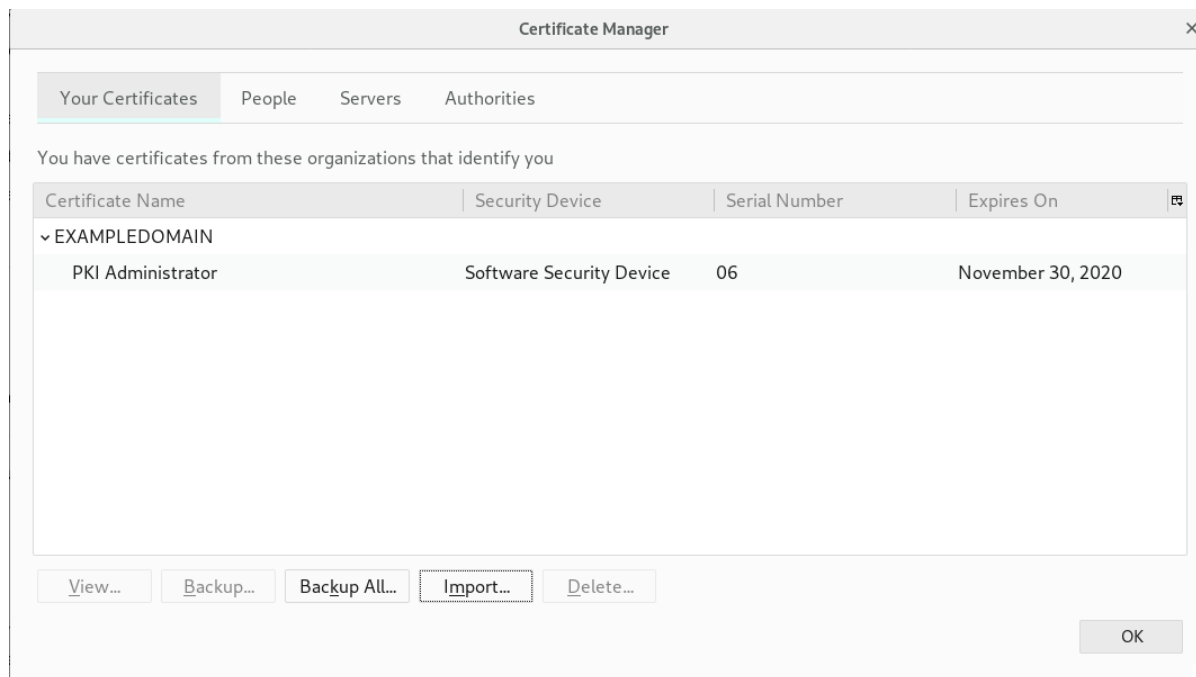 Certificate Manager
Your Certificates People Servers Authorities
You have certificates from these organizations that identify you
Certificate Name Security Device Serial Number Expires On
EXAMPLEDOMAIN
PKI Administrator Software Security Device 06 November 30, 2020
View... Backup... Backup All... Import... Delete...
OK